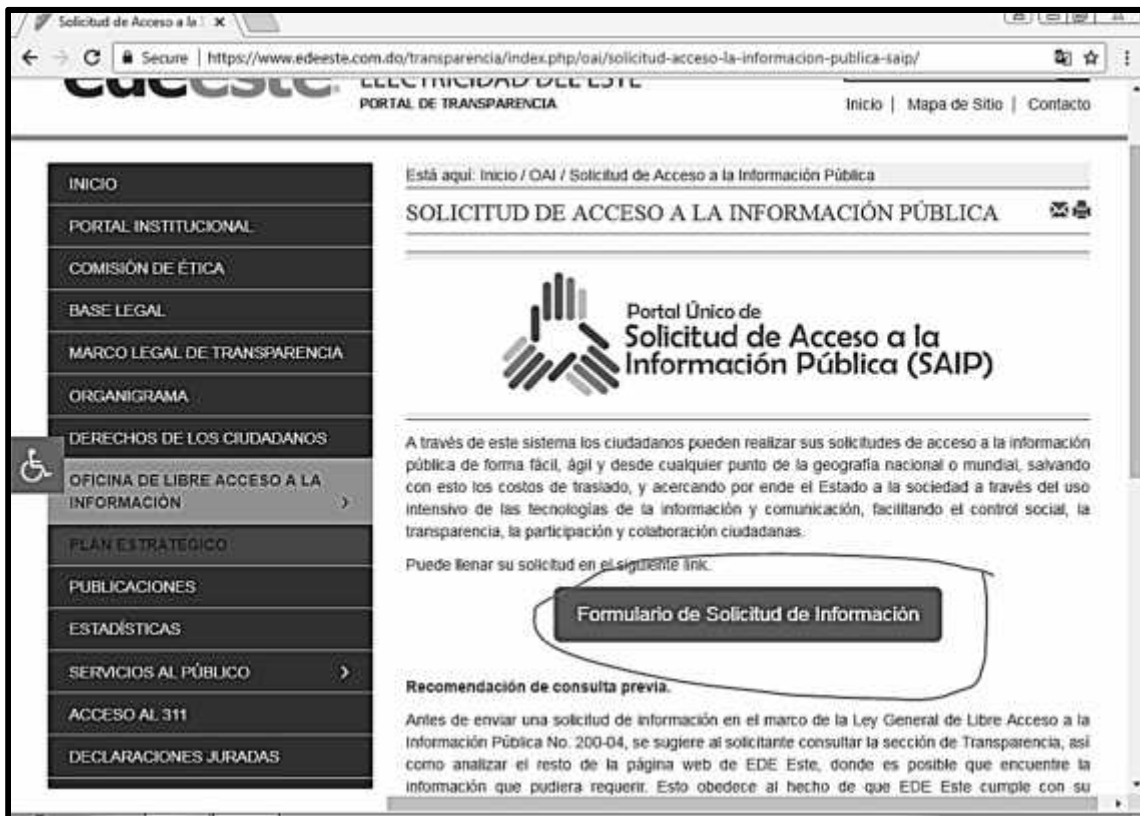 Solicitud de Acceso a la
Secure | https://www.edeeste.com.do/transparencia/index.php/oai/solicitud-acceso-la-informacion-publica-saip/
edeeste. ELECTRICIDAD DEL ESTE
PORTAL DE TRANSPARENCIA
Inicio | Mapa de Sitio | Contacto
INICIO
PORTAL INSTITUCIONAL
COMISIÓN DE ÉTICA
BASE LEGAL
MARCO LEGAL DE TRANSPARENCIA
ORGANIGRAMA
DERECHOS DE LOS CIUDADANOS
OFICINA DE LIBRE ACCESO A LA
INFORMACIÓN
PLAN ESTRATEGICO
PUBLICACIONES
ESTADÍSTICAS
SERVICIOS AL PÚBLICO
ACCESO AL 311
DECLARACIONES JURADAS
Está aquí: Inicio / OAI / Solicitud de Acceso a la Información Pública
SOLICITUD DE ACCESO A LA INFORMACIÓN PÚBLICA
Portal Único de
Solicitud de Acceso a la
Información Pública (SAIP)
A través de este sistema los ciudadanos pueden realizar sus solicitudes de acceso a la información
pública de forma fácil, ágil y desde cualquier punto de la geografía nacional o mundial, salvando
con esto los costos de traslado, y acercando por ende el Estado a la sociedad a través del uso
intensivo de las tecnologías de la información y comunicación, facilitando el control social, la
transparencia, la participación y colaboración ciudadanas.
Puede llenar su solicitud en el siguiente link.
Formulario de Solicitud de Información
Recomendación de consulta previa.
Antes de enviar una solicitud de información en el marco de la Ley General de Libre Acceso a la
Información Pública No. 200-04, se sugiere al solicitante consultar la sección de Transparencia, así
como analizar el resto de la página web de EDE Este, donde es posible que encuentre la
información que pudiera requerir. Esto obedece al hecho de que EDE Este cumple con su